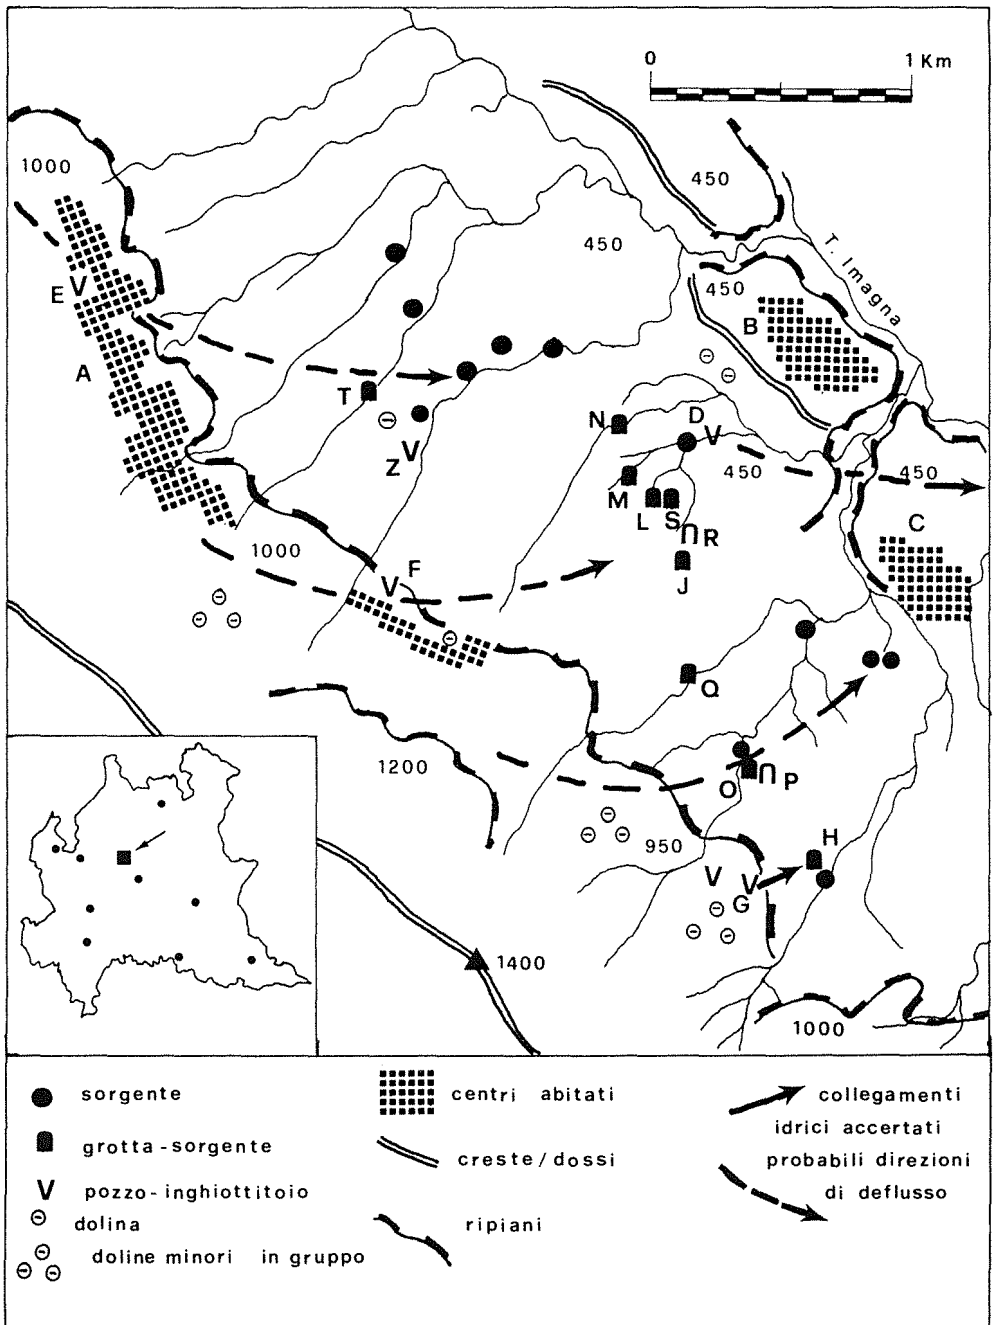 0 1 Km
1000
450
T. Imagna
450
450
E V
B
A
T
N D V
Z V
450 450
M
L S
C
∩R
1000
F
V
J
Q
1200
O ∩P
950
H
V V
G
1400
1000
sorgente
centri abitati
collegamenti
idrici accertati
grotta-sorgente
creste/dossi
probabili direzioni
di deflusso
V pozzo-inghiottitoio
dolina
ripiani
doline minori in gruppo